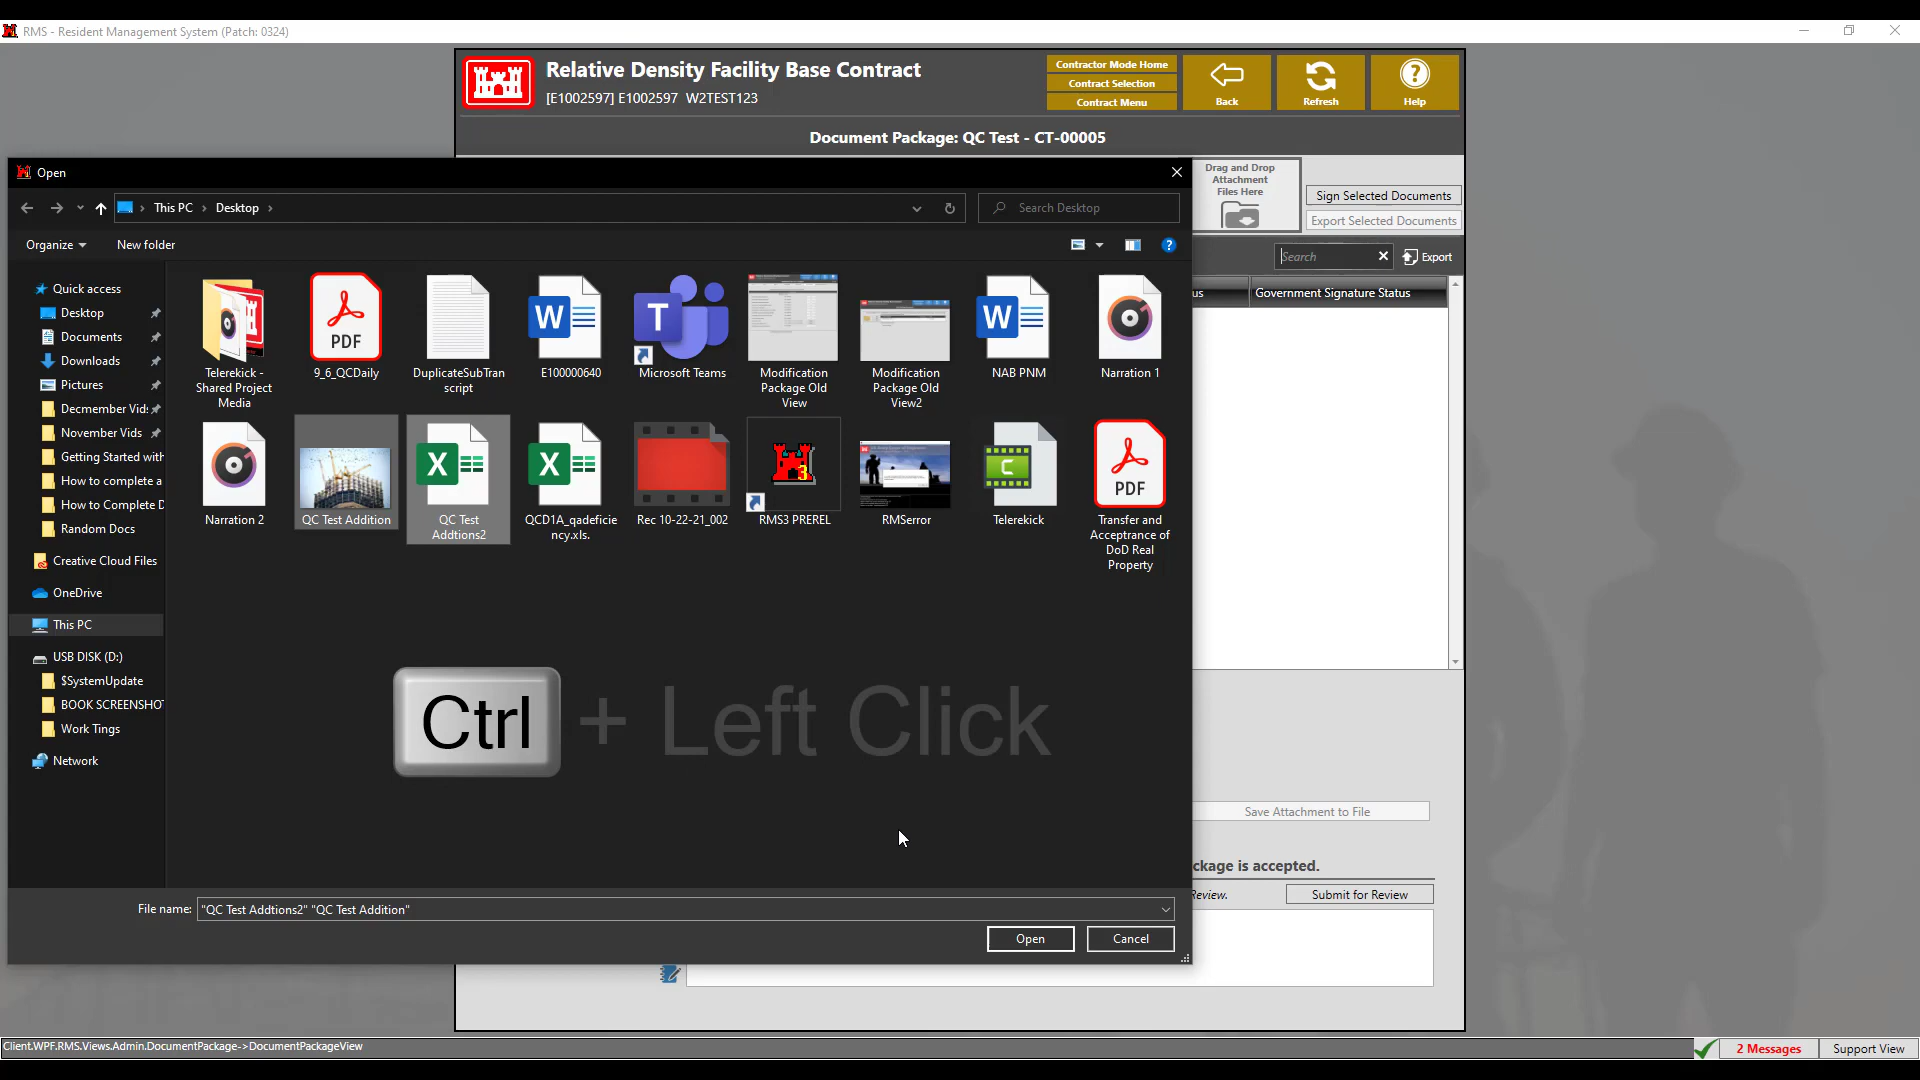 RMS - Resident Management System (Patch: 0324)
Relative Density Facility Base Contract
[E1002597] E1002597 W2TEST123
Contractor Mode Home
Contract Selection
Contract Menu
Back
Refresh
Help
Document Package: QC Test - CT-00005
Open
This PC
Desktop
Search Desktop
Organize
New folder
Drag and Drop
Attachment
Files Here
Sign Selected Documents
Export Selected Documents
Search
Export
us
Government Signature Status
Quick access
Desktop
Documents
Downloads
Pictures
Decmember Vid
November Vids
Getting Started with
How to complete a
How to Complete D
Random Docs
Creative Cloud Files
OneDrive
This PC
USB DISK (D:)
$SystemUpdate
BOOK SCREENSHO
Work Tings
Network
Telerekick -
Shared Project
Media
PDF
9_6_QCDaily
DuplicateSubTran
script
W
E100000640
T
Microsoft Teams
Modification
Package Old
View
Modification
Package Old
View2
W
NAB PNM
Narration 1
Narration 2
QC Test Addition
X
QC Test
Addtions2
X
QCD1A_qadeficie
ncy.xls.
Rec 10-22-21_002
3
RMS3 PREREL
RMSerror
C
Telerekick
PDF
Transfer and
Acceptrance of
DoD Real
Property
Ctrl + Left Click
Save Attachment to File
ckage is accepted.
Review.
Submit for Review
File name:
"QC Test Addtions2" "QC Test Addition"
Open
Cancel
Client.WPF.RMS.Views.Admin.DocumentPackage->DocumentPackageView
2 Messages
Support View